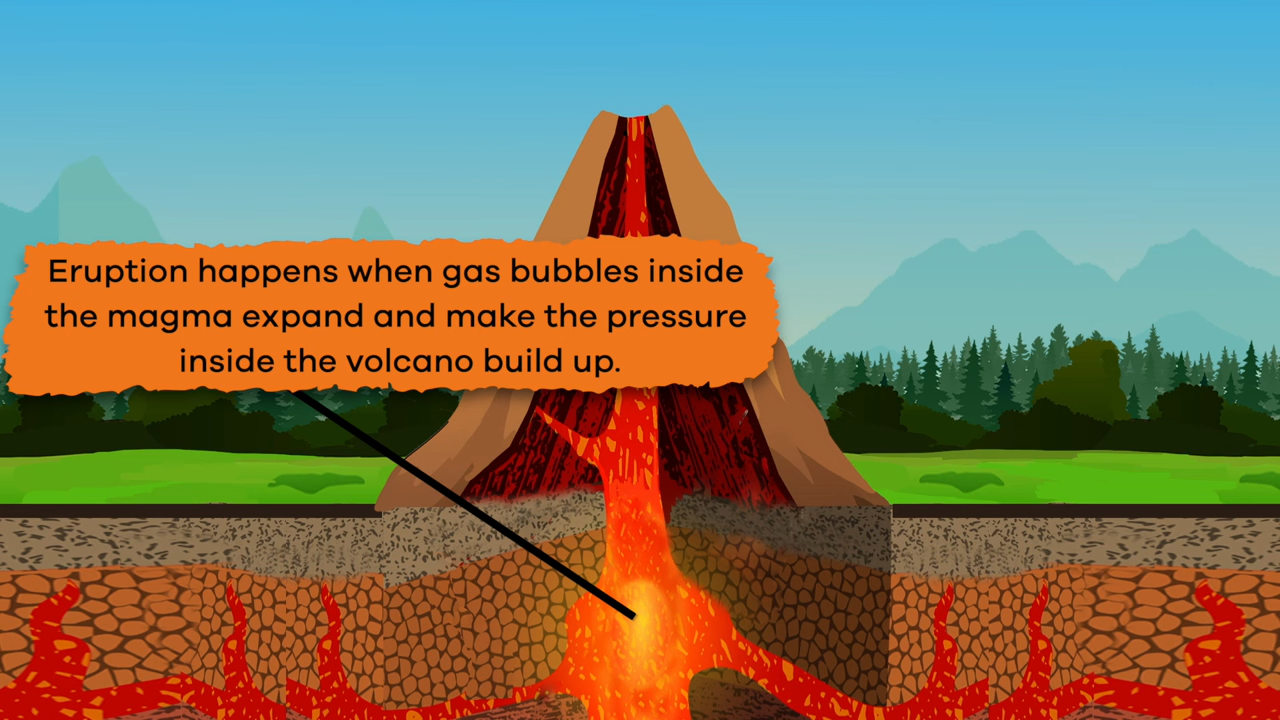 Eruption happens when gas bubbles inside
the magma expand and make the pressure
inside the volcano build up.